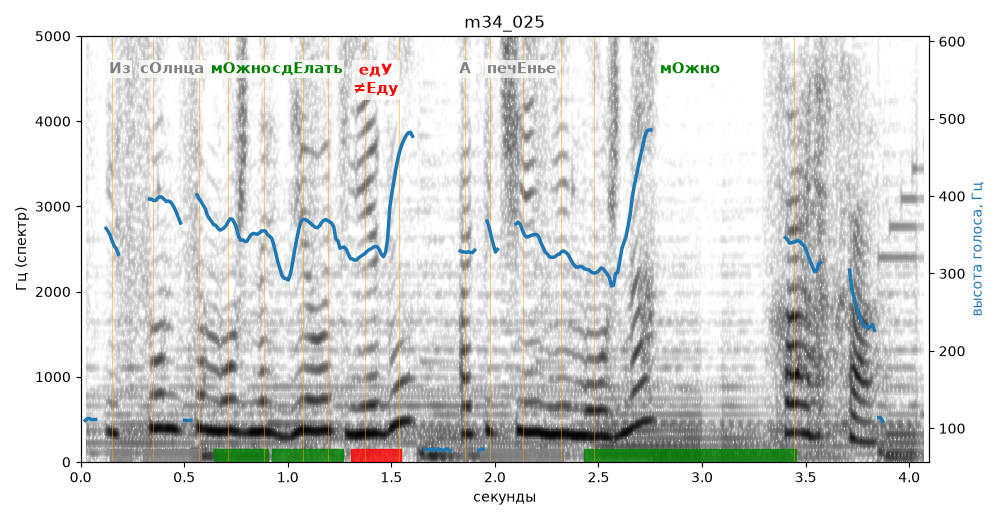 m34_025
5000
4000
3000
2000
1000
0
Гц (спектр)
Из сОлнца мОжно сдЕлать едУ
≠Еду
А печЕнье мОжно
600
500
400
300
200
100
высота голоса, Гц
0.0 0.5 1.0 1.5 2.0 2.5 3.0 3.5 4.0
секунды